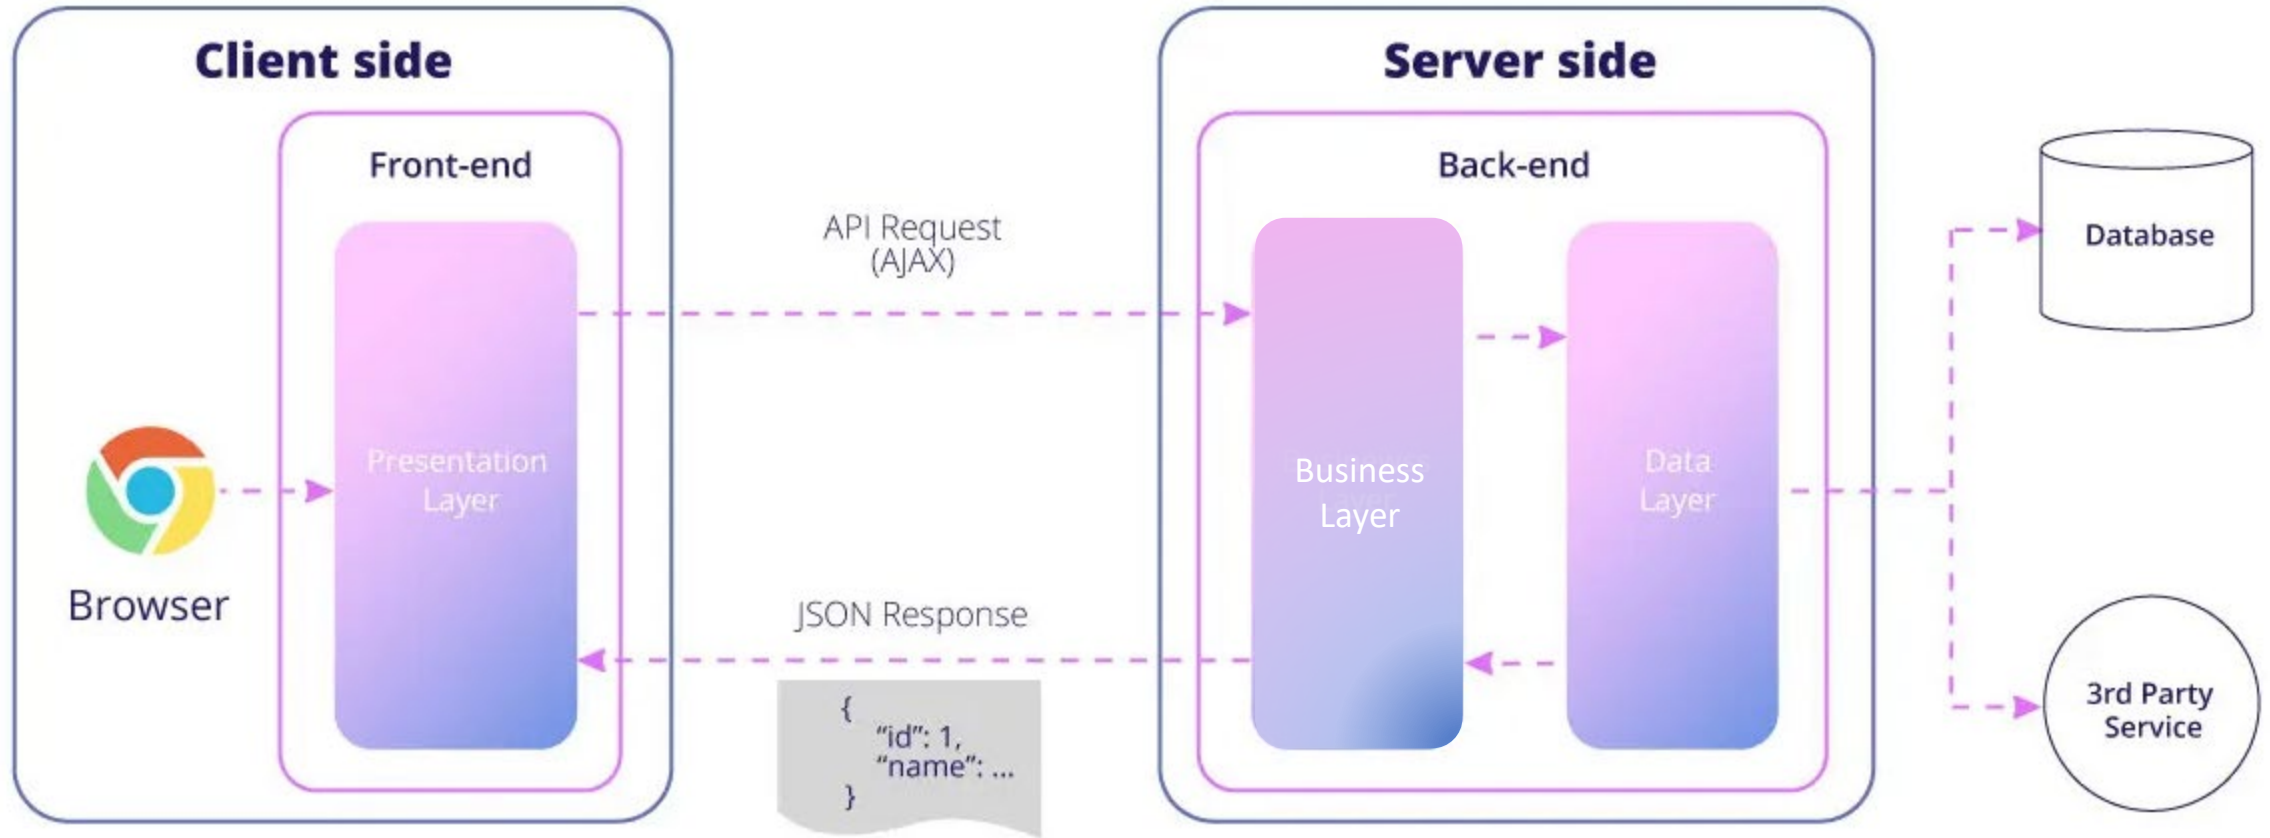 Client side
Front-end
Presentation
Layer
Browser
API Request
(AJAX)
JSON Response
{
“id”: 1,
“name”: ...
}
Server side
Back-end
Business
Layer
Data
Layer
Database
3rd Party
Service